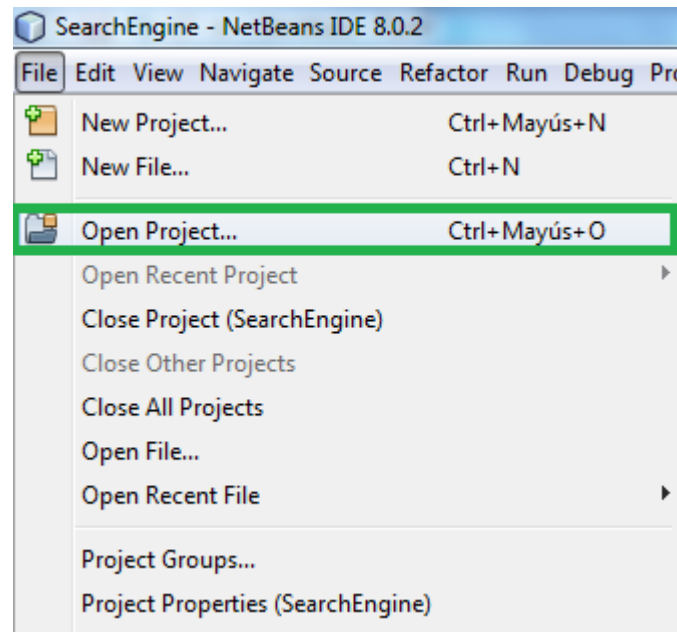 SearchEngine - NetBeans IDE 8.0.2
File Edit View Navigate Source Refactor Run Debug
New Project... Ctrl+Mayús+N
New File... Ctrl+N
Open Project... Ctrl+Mayús+O
Open Recent Project
Close Project (SearchEngine)
Close Other Projects
Close All Projects
Open File...
Open Recent File
Project Groups...
Project Properties (SearchEngine)